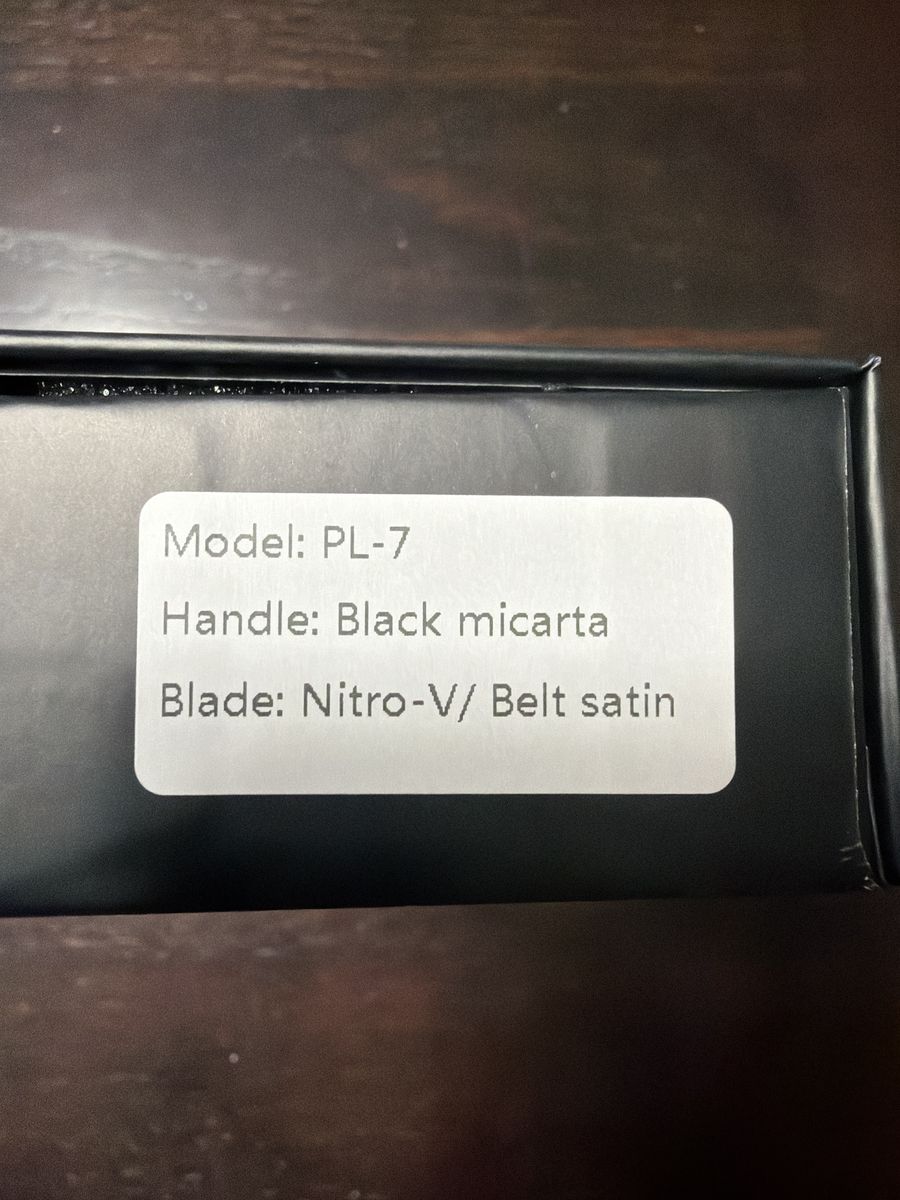 Model: PL-7
Handle: Black micarta
Blade: Nitro-V/ Belt satin